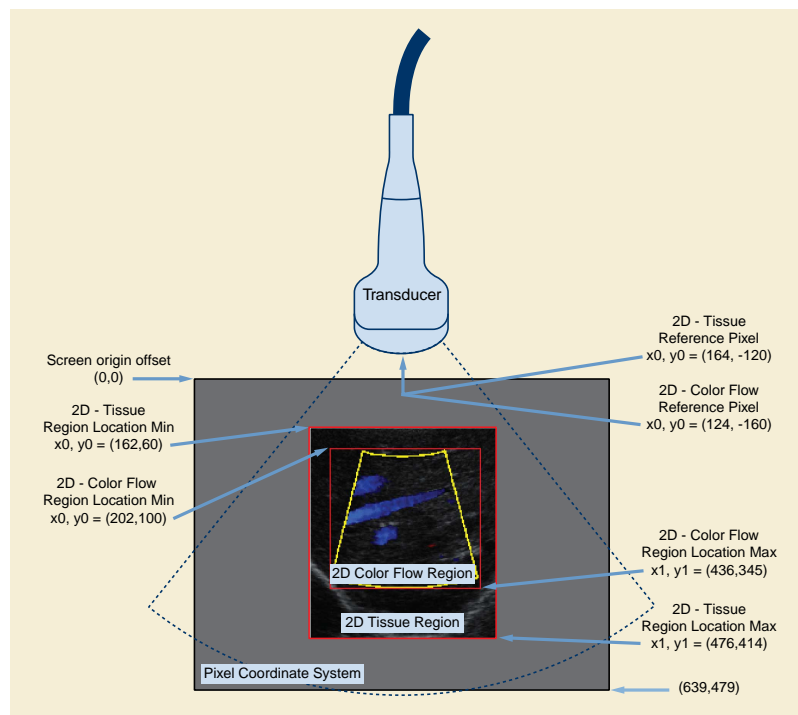 Transducer
2D - Tissue
Reference Pixel
x0, y0 = (164, -120)
Screen origin offset
(0,0)
2D - Color Flow
Reference Pixel
x0, y0 = (124, -160)
2D - Tissue
Region Location Min
x0, y0 = (162,60)
2D - Color Flow
Region Location Min
x0, y0 = (202,100)
2D - Color Flow
Region Location Max
x1, y1 = (436,345)
2D Color Flow Region
2D - Tissue
Region Location Max
x1, y1 = (476,414)
2D Tissue Region
Pixel Coordinate System
(639,479)